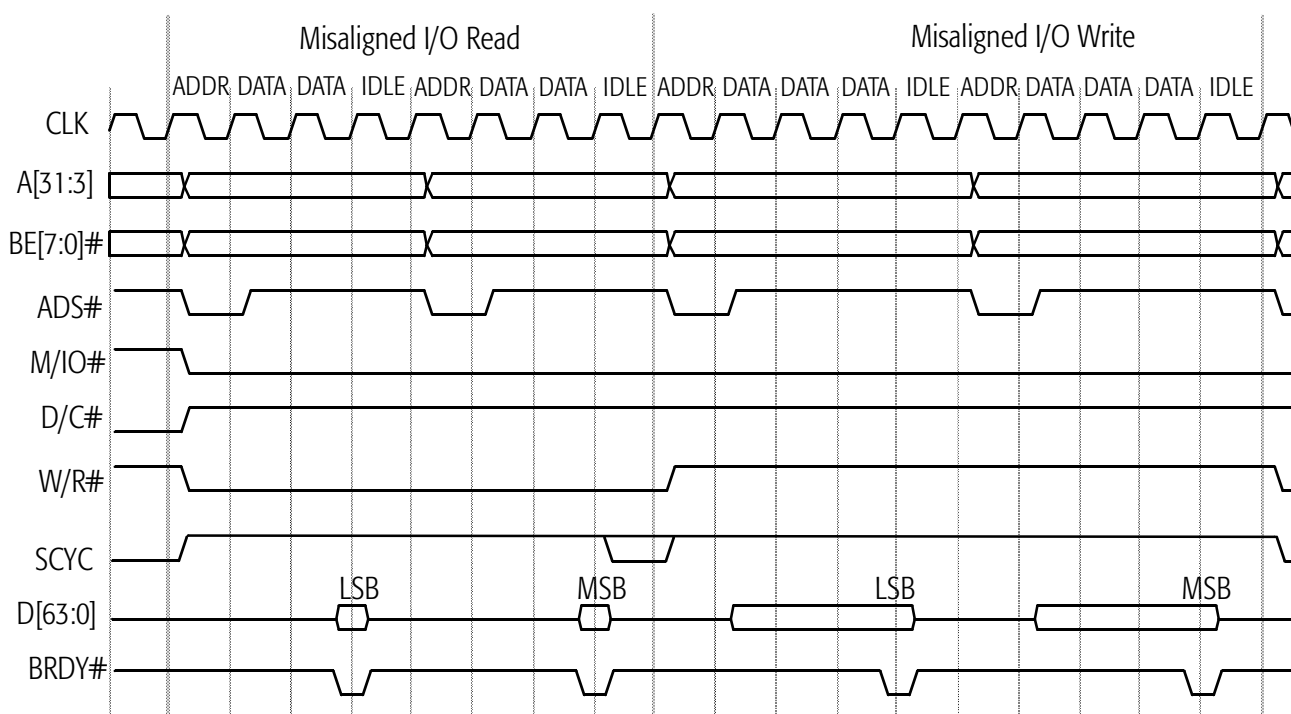 Misaligned I/O Read Misaligned I/O Write
ADDR DATA DATA IDLE ADDR DATA DATA IDLE ADDR DATA DATA DATA IDLE ADDR DATA DATA DATA IDLE
CLK
A[31:3]
BE[7:0]#
ADS#
M/IO#
D/C#
W/R#
SCYC
LSB MSB LSB MSB
D[63:0]
BRDY#